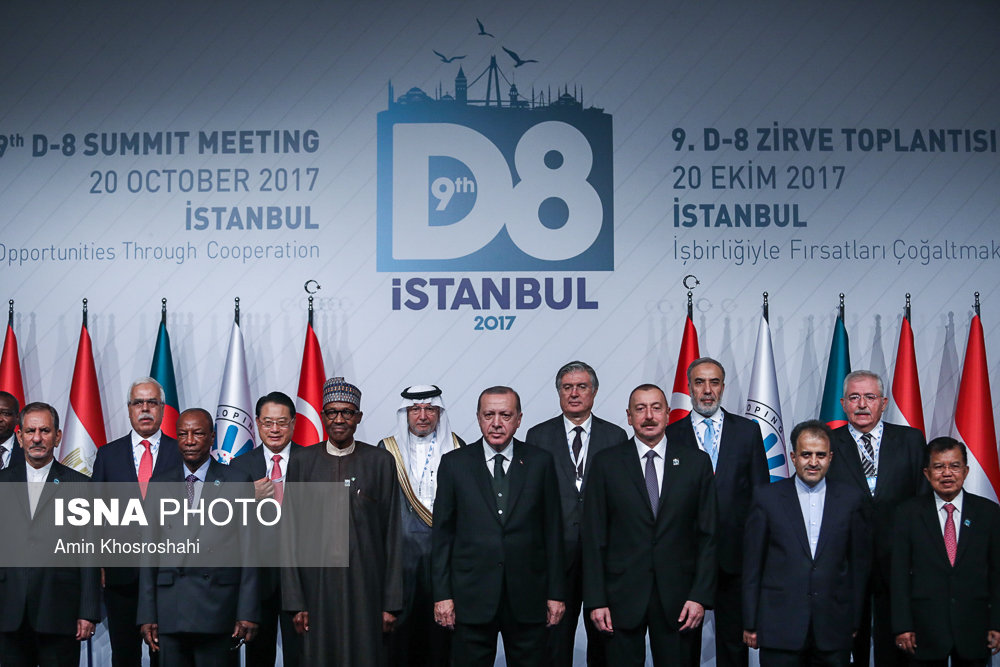 9th D-8 SUMMIT MEETING
20 OCTOBER 2017
İSTANBUL
Opportunities Through Cooperation
D-8
9th
İSTANBUL
2017
9. D-8 ZİRVE TOPLANTISI
20 EKİM 2017
İSTANBUL
İşbirliğiyle Fırsatları Çoğaltmak
ISNA PHOTO
Amin Khosroshahi